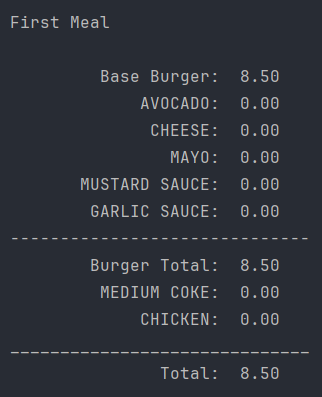 First Meal
Base Burger:  8.50
AVOCADO:  0.00
CHEESE:  0.00
MAYO:  0.00
MUSTARD SAUCE:  0.00
GARLIC SAUCE:  0.00
------------------------------
Burger Total:  8.50
MEDIUM COKE:  0.00
CHICKEN:  0.00
______________________________
Total:  8.50